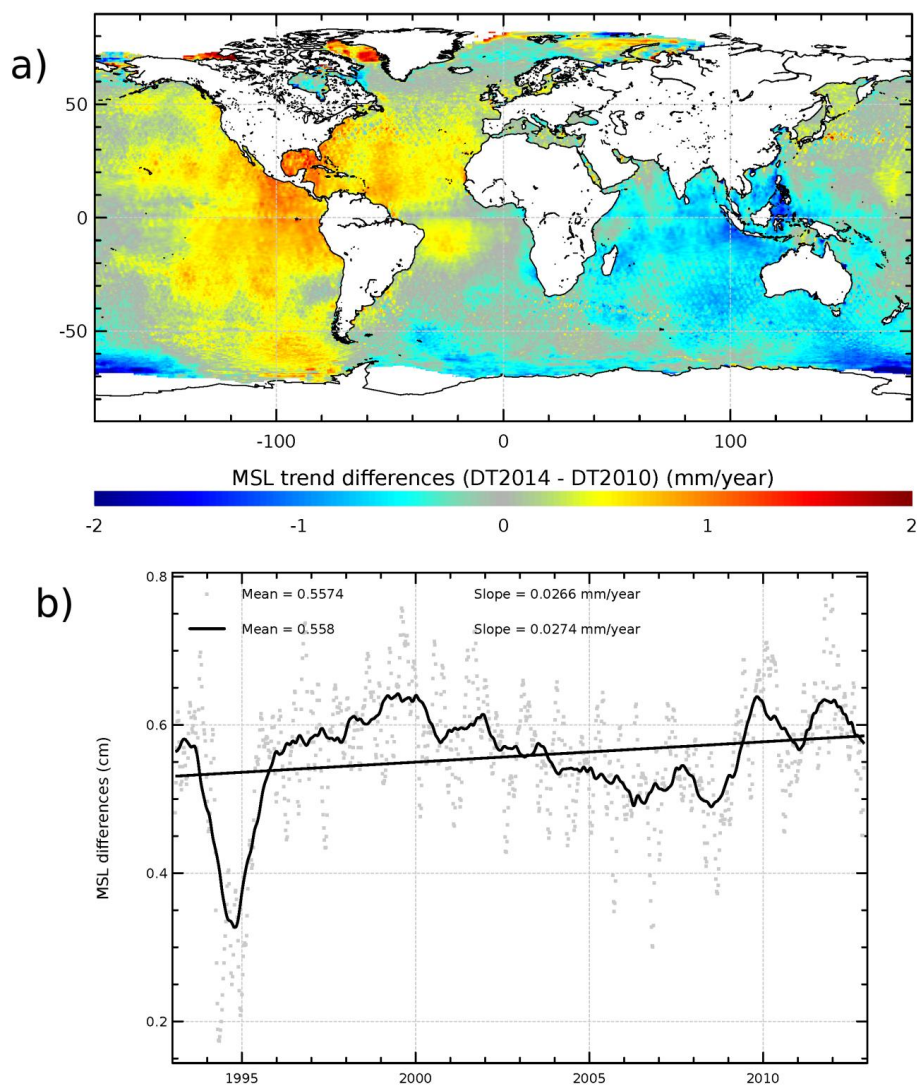 a)
50
0
-50
-100 0 100
MSL trend differences (DT2014 - DT2010) (mm/year)
-2 -1 0 1 2
b)
0.8
Mean = 0.5574 Slope = 0.0266 mm/year
Mean = 0.558 Slope = 0.0274 mm/year
0.6
MSL differences (cm)
0.4
0.2
1995 2000 2005 2010